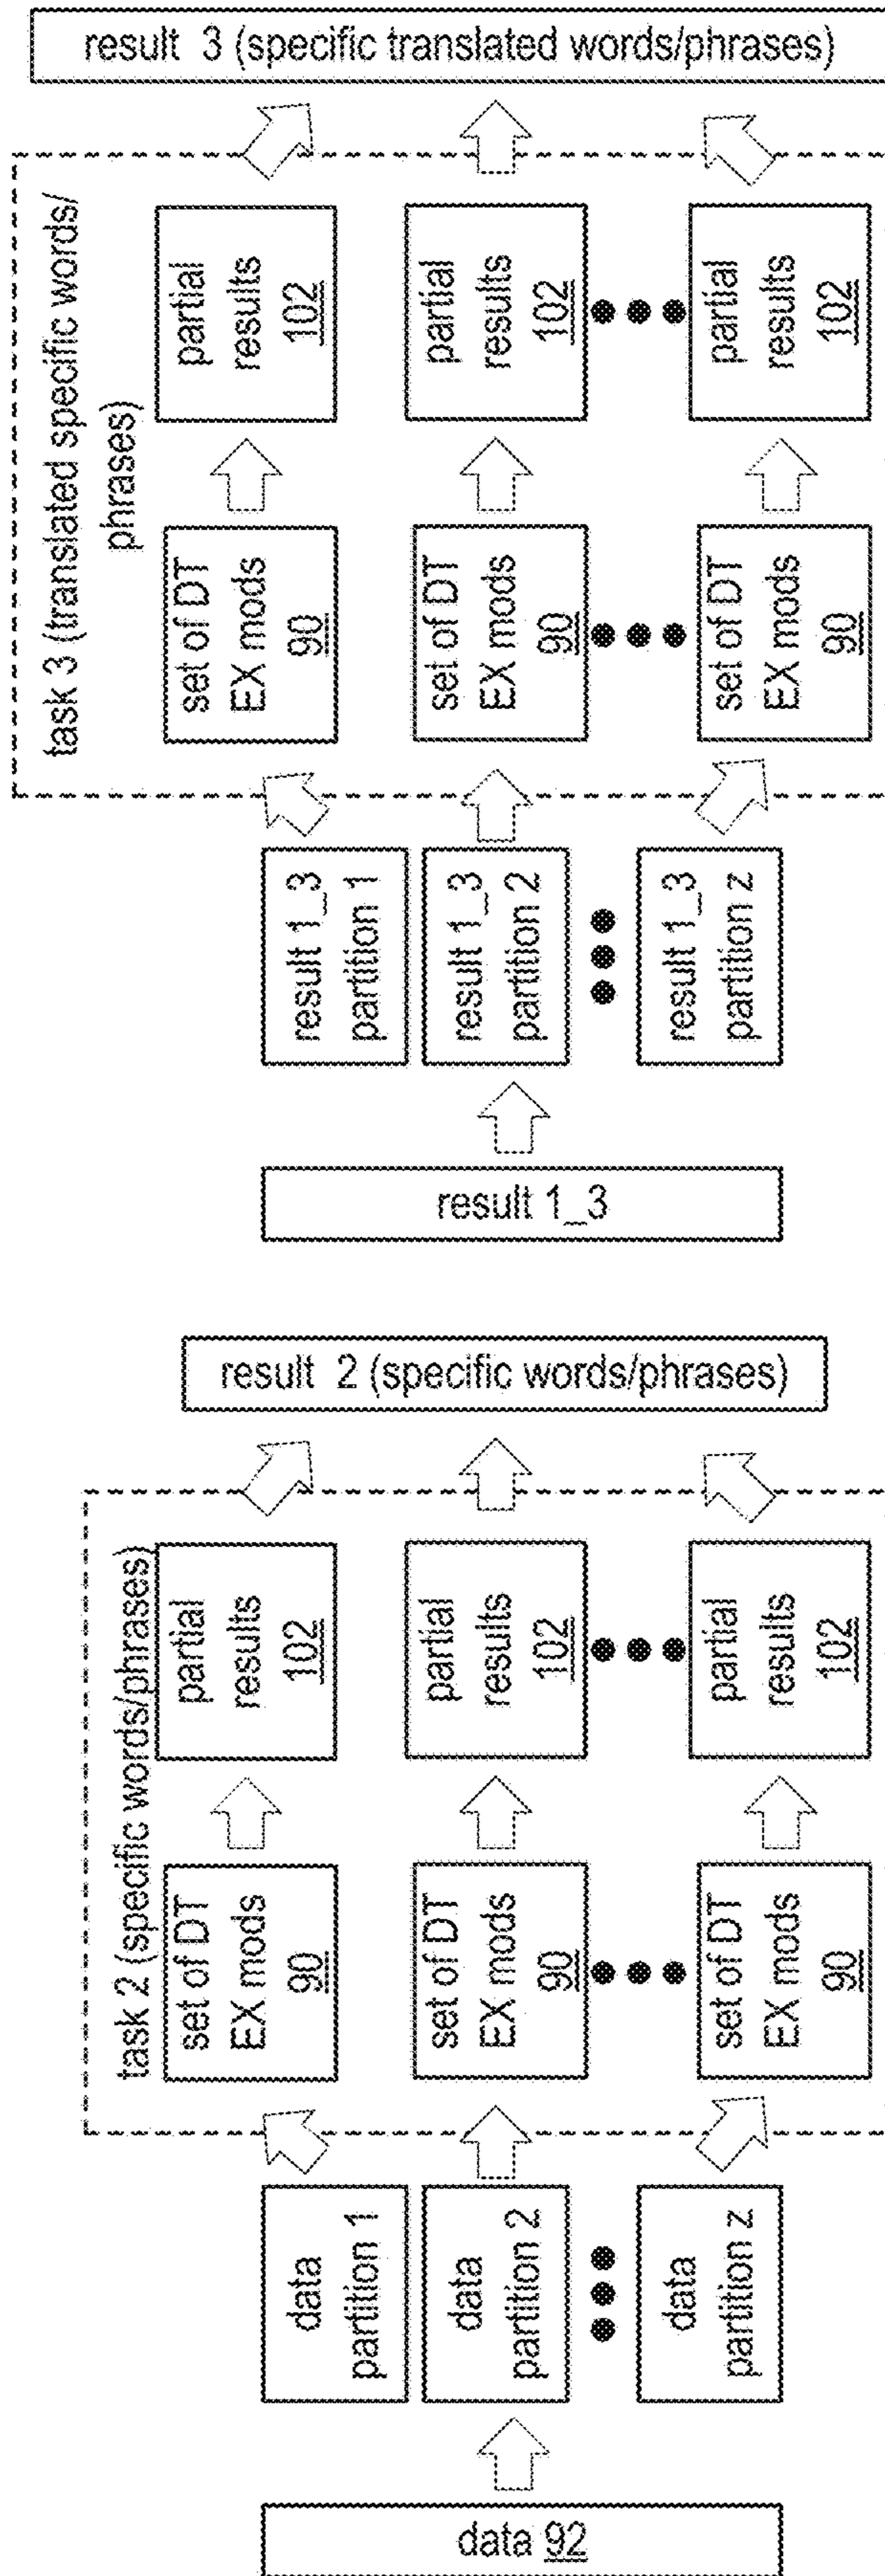 data 92
data
partition 1
data
partition 2
data
partition z
task 2 (specific words/phrases)
set of DT
EX mods
90
set of DT
EX mods
90
set of DT
EX mods
90
partial
results
102
partial
results
102
partial
results
102
result 2 (specific words/phrases)
result 1_3
result 1_3
partition 1
result 1_3
partition 2
result 1_3
partition z
task 3 (translated specific words/
phrases)
set of DT
EX mods
90
set of DT
EX mods
90
set of DT
EX mods
90
partial
results
102
partial
results
102
partial
results
102
result 3 (specific translated words/phrases)